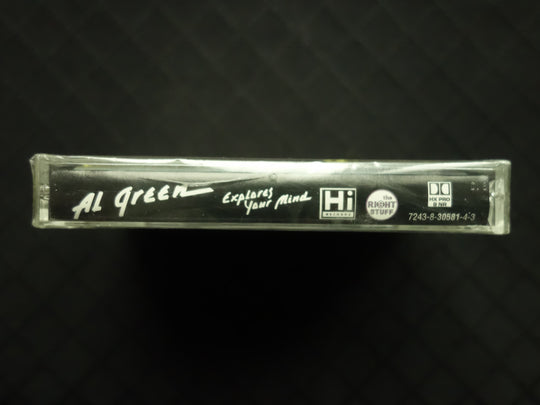 AL GREEN
Explores
Your Mind
Hi
RECORDS
the
RIGHT
STUFF
HX PRO
B NR
7243-8-30581-4-3